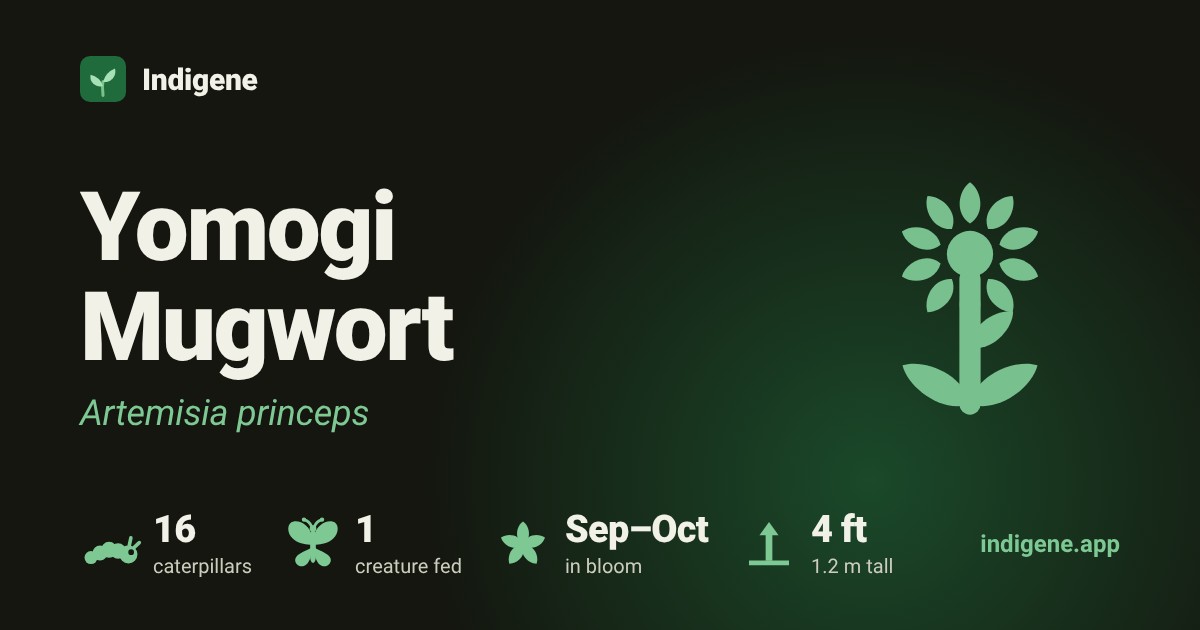 Indigene
Yomogi
Mugwort
Artemisia princeps
16
caterpillars
1
creature fed
Sep–Oct
in bloom
4 ft
1.2 m tall
indigene.app